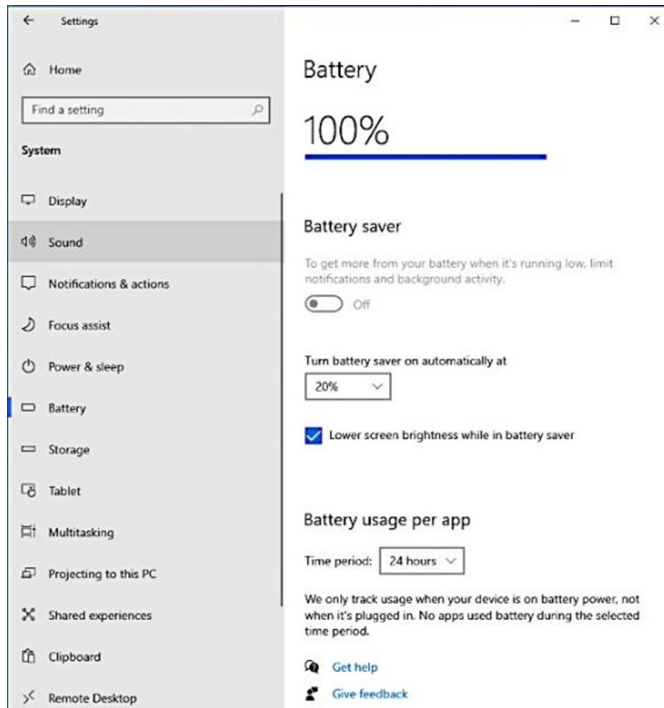 Settings
Home
Find a setting
System
Display
Sound
Notifications & actions
Focus assist
Power & sleep
Battery
Storage
Tablet
Multitasking
Projecting to this PC
Shared experiences
Clipboard
Remote Desktop
Battery
100%
Battery saver
To get more from your battery when it's running low, limit
notifications and background activity.
Off
Turn battery saver on automatically at
20%
Lower screen brightness while in battery saver
Battery usage per app
Time period: 24 hours
We only track usage when your device is on battery power, not
when it's plugged in. No apps used battery during the selected
time period.
Get help
Give feedback